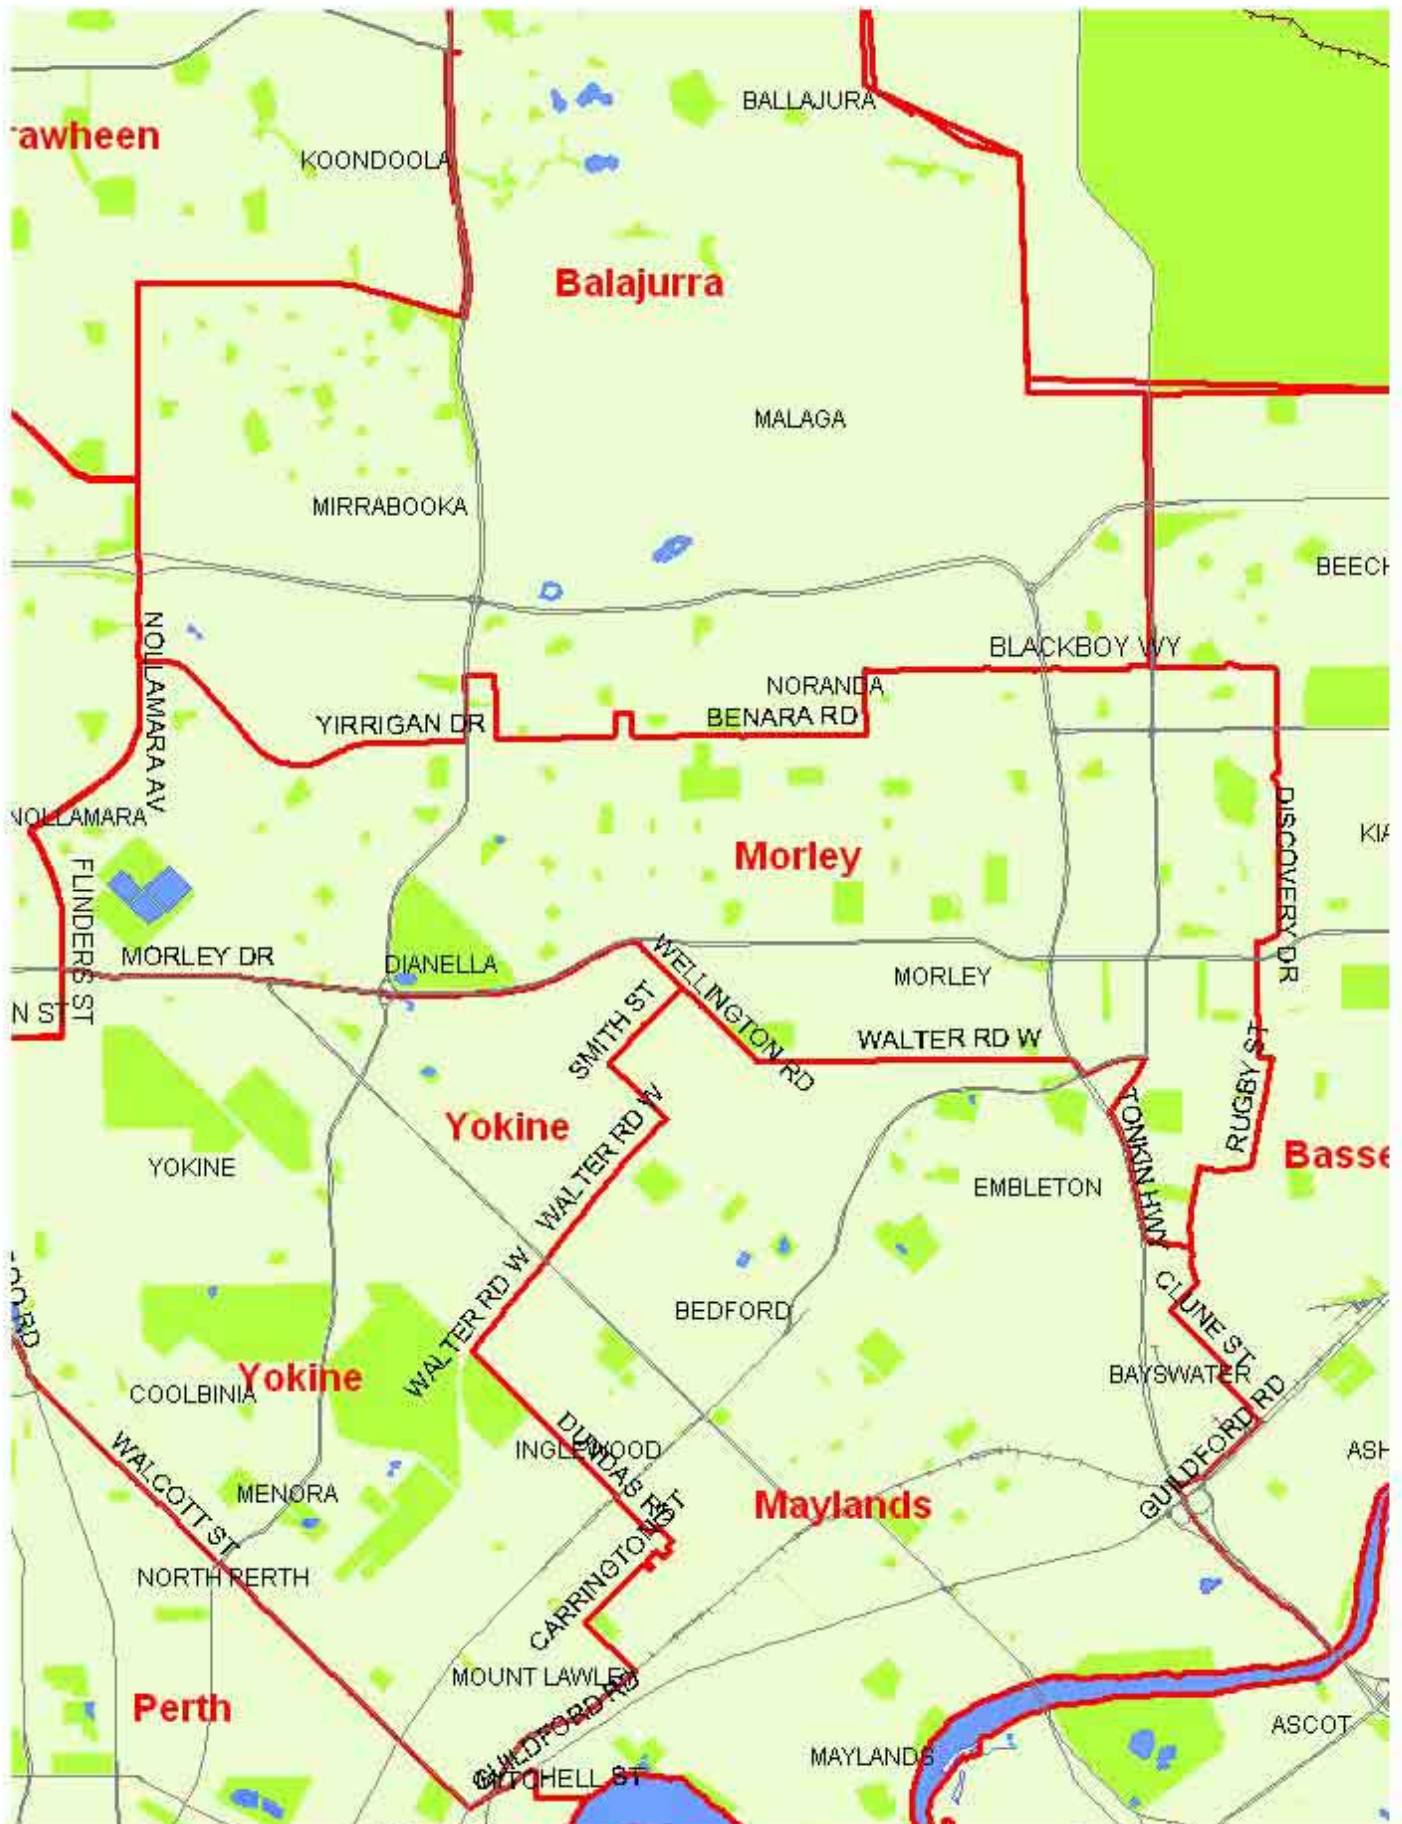 BALLAJURA
rawheen
KOONDOOLA
Balajurra
MALAGA
MIRRABOOKA
BEECH
NOLLAMARA AV
BLACKBOY WY
NORANDA
YIRRIGAN DR
BENARA RD
NOLLAMARA
DISCOVERY DR
KIA
Morley
FLINDERS ST
MORLEY DR
DIANELLA
WELLINGTON RD
MORLEY
N ST
SMITH ST
WALTER RD W
RUGBY ST
TONKIN HWY
Yokine
WALTER RD W
Basse
YOKINE
EMBLETON
WALTER RD W
CLUNE ST
OO RD
BEDFORD
Yokine
COOLBINIA
BAYSWATER
GUILDFORD RD
DUNDAS RD
INGLEWOOD
WALCOTT ST
ASH
MENORA
Maylands
CARRINGTON ST
NORTH PERTH
MOUNT LAWLEY
Perth
GUILDFORD RD
ASCOT
MAYLANDS
MITCHELL ST